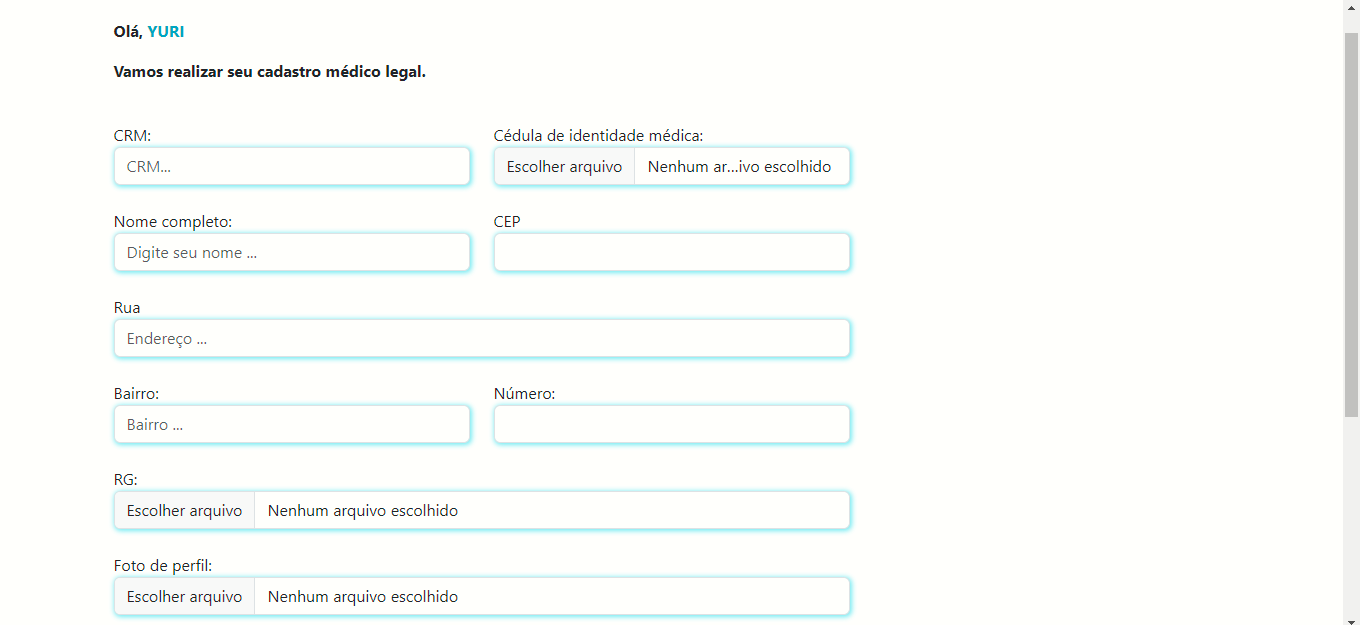 Olá, YURI
Vamos realizar seu cadastro médico legal.
CRM:
CRM...
Cédula de identidade médica:
Escolher arquivo Nenhum ar...ivo escolhido
Nome completo:
Digite seu nome ...
CEP
Rua
Endereço ...
Bairro:
Bairro ...
Número:
RG:
Escolher arquivo Nenhum arquivo escolhido
Foto de perfil:
Escolher arquivo Nenhum arquivo escolhido